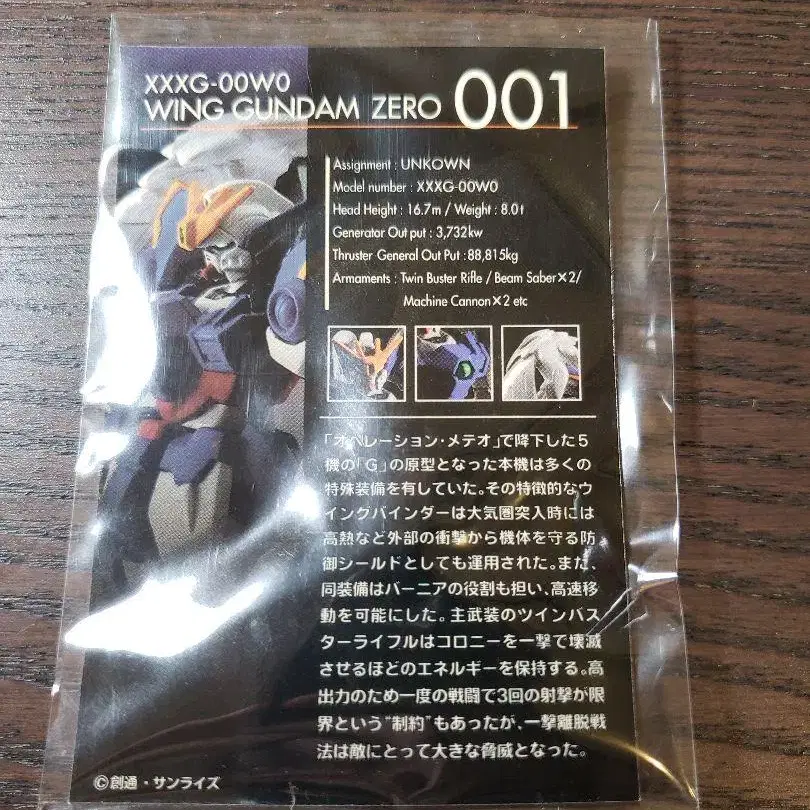 XXXG-00W0
WING GUNDAM ZERO 001
Assignment : UNKOWN
Model number : XXXG-00W0
Head Height : 16.7m / Weight : 8.0t
Generator Out put : 3,732kw
Thruster General Out Put :88,815kg
Armaments : Twin Buster Rifle / Beam Saber×2/
Machine Cannon×2 etc
「オペレーション・メテオ」で降下した5
機の「G」の原型となった本機は多くの
特殊装備を有していた。その特徴的なウ
イングバインダーは大気圏突入時には
高熱など外部の衝撃から機体を守る防
御シールドとしても運用された。また、
同装備はバーニアの役割も担い、高速移
動を可能にした。主武装のツインバス
ターライフルはコロニーを一撃で壊滅
させるほどのエネルギーを保持する。高
出力のため一度の戦闘で3回の射撃が限
界という“制約”もあったが、一撃離脱戦
法は敵にとって大きな脅威となった。
©創通・サンライズ